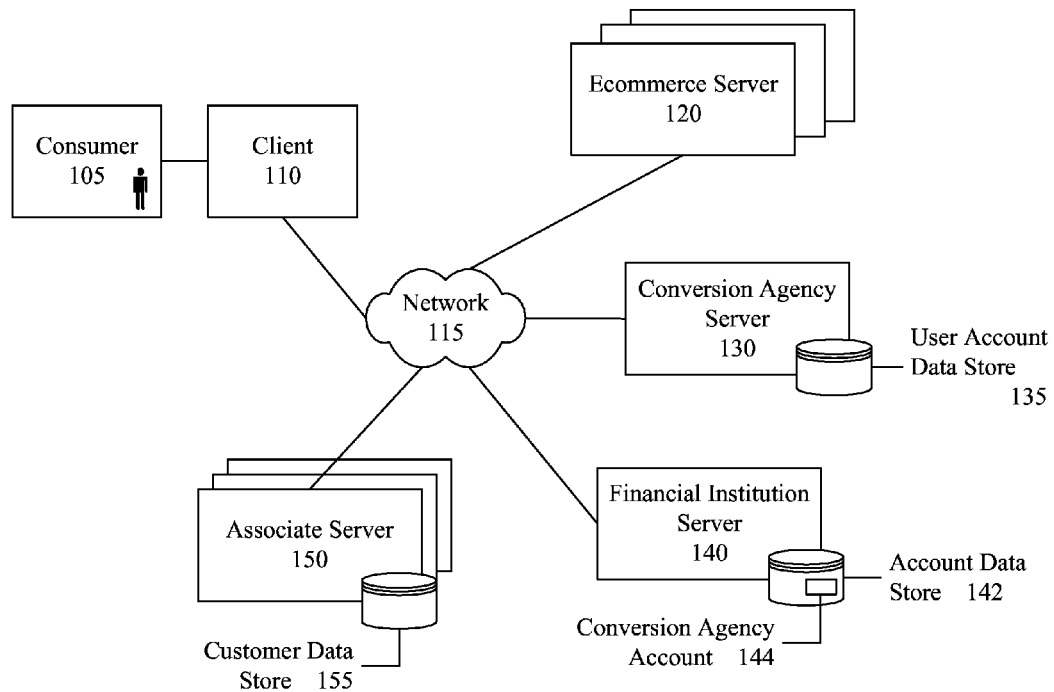 Ecommerce Server
120
Consumer
105
Client
110
Network
115
Conversion Agency
Server
130
User Account
Data Store
135
Associate Server
150
Customer Data
Store 155
Financial Institution
Server
140
Account Data
Store 142
Conversion Agency
Account 144